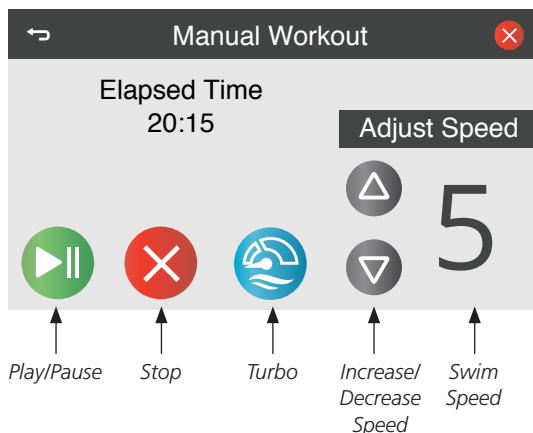 Manual Workout
Elapsed Time
20:15
Adjust Speed
5
Play/Pause
Stop
Turbo
Increase/
Decrease
Speed
Swim
Speed